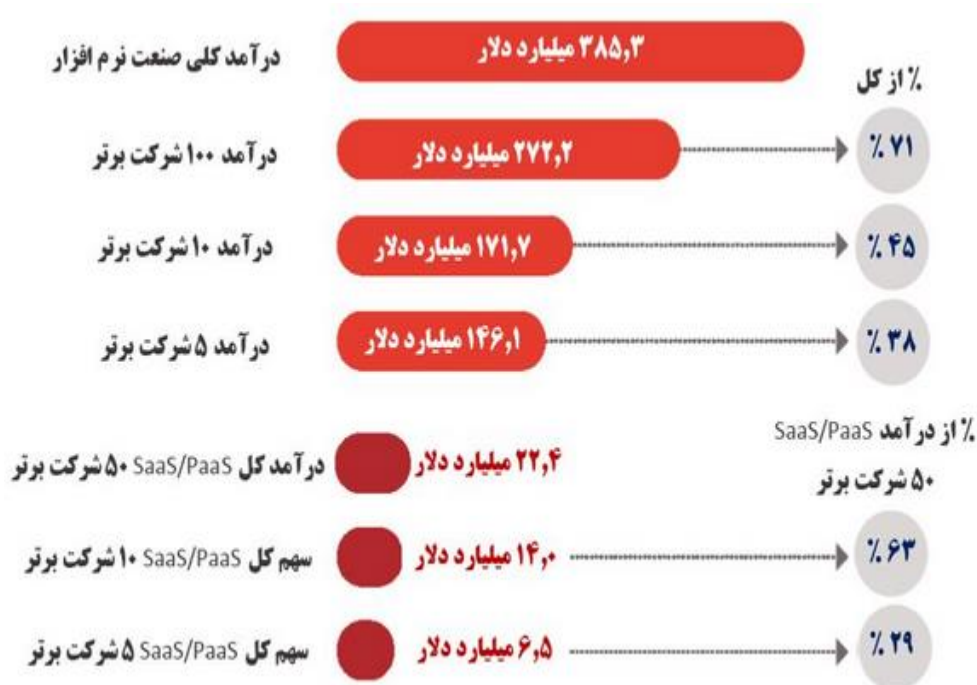 درآمد کلی صنعت نرم افزار
۳۸۵,۳ میلیارد دلار
٪ از کل
درآمد ۱۰۰ شرکت برتر
۲۷۲,۲ میلیارد دلار
٪ ۷۱
درآمد ۱۰ شرکت برتر
۱۷۱,۷ میلیارد دلار
٪ ۴۵
درآمد ۵ شرکت برتر
۱۴۶,۱ میلیارد دلار
٪ ۳۸
٪ از درآمد SaaS/PaaS
۵۰ شرکت برتر
درآمد کل SaaS/PaaS ۵۰ شرکت برتر
۲۲,۴ میلیارد دلار
سهم کل SaaS/PaaS ۱۰ شرکت برتر
۱۴,۰ میلیارد دلار
٪ ۶۳
سهم کل SaaS/PaaS ۵ شرکت برتر
۶,۵ میلیارد دلار
٪ ۲۹